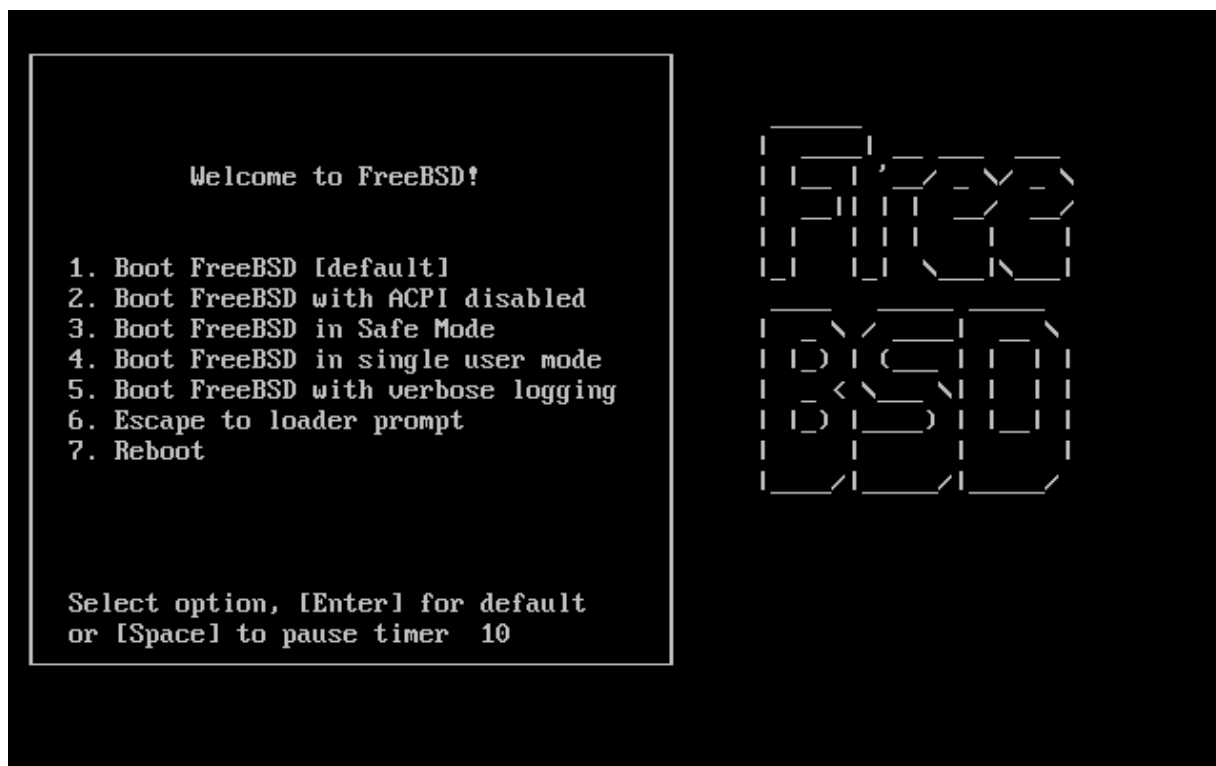 Welcome to FreeBSD!
1. Boot FreeBSD [default]
2. Boot FreeBSD with ACPI disabled
3. Boot FreeBSD in Safe Mode
4. Boot FreeBSD in single user mode
5. Boot FreeBSD with verbose logging
6. Escape to loader prompt
7. Reboot
Select option, [Enter] for default
or [Space] to pause timer  10
Free
BSD